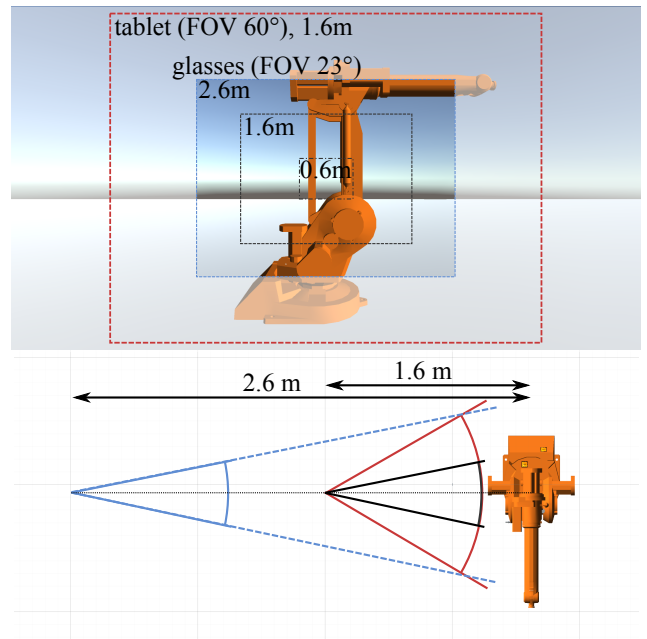 tablet (FOV 60°), 1.6m
glasses (FOV 23°)
2.6m
1.6m
0.6m
1.6 m
2.6 m